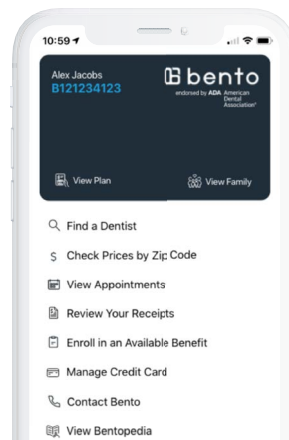 10:59
Alex Jacobs
B121234123
bento
endorsed by ADA American
Dental
Association®
View Plan
View Family
Find a Dentist
$ Check Prices by Zip Code
View Appointments
Review Your Receipts
Enroll in an Available Benefit
Manage Credit Card
Contact Bento
View Bentopedia